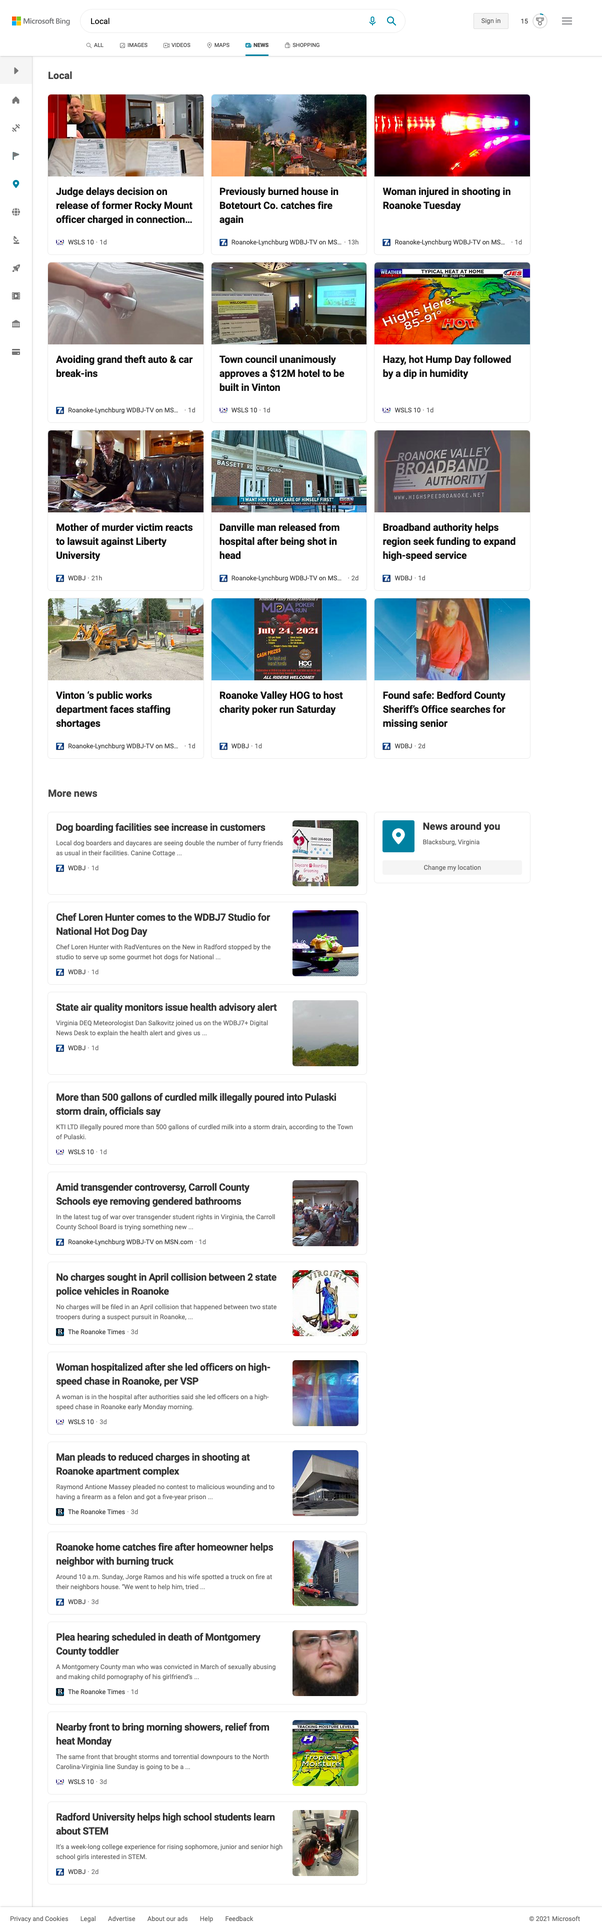 Microsoft Bing
Local
Sign in
15
ALL
IMAGES
VIDEOS
MAPS
NEWS
SHOPPING
Local
Judge delays decision on
release of former Rocky Mount
officer charged in connection...
WSLS 10 · 1d
Previously burned house in
Botetourt Co. catches fire
again
Roanoke-Lynchburg WDBJ-TV on MS... · 13h
Woman injured in shooting in
Roanoke Tuesday
Roanoke-Lynchburg WDBJ-TV on MS... · 1d
WEATHER
TYPICAL HEAT AT HOME
Highs Here:
85-91°
HOT
Avoiding grand theft auto & car
break-ins
Roanoke-Lynchburg WDBJ-TV on MS... · 1d
Town council unanimously
approves a $12M hotel to be
built in Vinton
WSLS 10 · 1d
Hazy, hot Hump Day followed
by a dip in humidity
WSLS 10 · 1d
BASSETT RESCUE SQUAD
"I WANT HIM TO TAKE CARE OF HIMSELF FIRST"
ROANOKE VALLEY
BROADBAND
AUTHORITY
WWW.HIGHSPEEDROANOKE.NET
Mother of murder victim reacts
to lawsuit against Liberty
University
WDBJ · 21h
Danville man released from
hospital after being shot in
head
Roanoke-Lynchburg WDBJ-TV on MS... · 2d
Broadband authority helps
region seek funding to expand
high-speed service
WDBJ · 1d
MDA POKER
RUN
July 24, 2021
CASH PRIZES
HOG
ALL RIDERS WELCOME!
Vinton 's public works
department faces staffing
shortages
Roanoke-Lynchburg WDBJ-TV on MS... · 1d
Roanoke Valley HOG to host
charity poker run Saturday
WDBJ · 1d
Found safe: Bedford County
Sheriff's Office searches for
missing senior
WDBJ · 2d
More news
Dog boarding facilities see increase in customers
Local dog boarders and daycares are seeing double the number of furry friends
as usual in their facilities. Canine Cottage ...
WDBJ · 1d
News around you
Blacksburg, Virginia
Change my location
Chef Loren Hunter comes to the WDBJ7 Studio for
National Hot Dog Day
Chef Loren Hunter with RadVentures on the New in Radford stopped by the
studio to serve up some gourmet hot dogs for National ...
WDBJ · 1d
State air quality monitors issue health advisory alert
Virginia DEQ Meteorologist Dan Salkovitz joined us on the WDBJ7+ Digital
News Desk to explain the health alert and gives us ...
WDBJ · 1d
More than 500 gallons of curdled milk illegally poured into Pulaski
storm drain, officials say
KTI LTD illegally poured more than 500 gallons of curdled milk into a storm drain, according to the Town
of Pulaski.
WSLS 10 · 1d
Amid transgender controversy, Carroll County
Schools eye removing gendered bathrooms
In the latest tug of war over transgender student rights in Virginia, the Carroll
County School Board is trying something new ...
Roanoke-Lynchburg WDBJ-TV on MSN.com · 1d
No charges sought in April collision between 2 state
police vehicles in Roanoke
No charges will be filed in an April collision that happened between two state
troopers during a suspect pursuit in Roanoke, ...
The Roanoke Times · 3d
VIRGINIA
Woman hospitalized after she led officers on high-
speed chase in Roanoke, per VSP
A woman is in the hospital after authorities said she led officers on a high-
speed chase in Roanoke early Monday morning.
WSLS 10 · 3d
Man pleads to reduced charges in shooting at
Roanoke apartment complex
Raymond Antione Massey pleaded no contest to malicious wounding and to
having a firearm as a felon and got a five-year prison ...
The Roanoke Times · 3d
Roanoke home catches fire after homeowner helps
neighbor with burning truck
Around 10 a.m. Sunday, Jorge Ramos and his wife spotted a truck on fire at
their neighbors house. "We went to help him, tried ...
WDBJ · 3d
Plea hearing scheduled in death of Montgomery
County toddler
A Montgomery County man who was convicted in March of sexually abusing
and making child pornography of his girlfriend's ...
The Roanoke Times · 1d
Nearby front to bring morning showers, relief from
heat Monday
The same front that brought storms and torrential downpours to the North
Carolina-Virginia line Sunday is going to be a ...
WSLS 10 · 3d
TRACKING MOISTURE LEVELS
H
Tropical
Moisture
Radford University helps high school students learn
about STEM
It's a week-long college experience for rising sophomore, junior and senior high
school girls interested in STEM.
WDBJ · 2d
Privacy and Cookies
Legal
Advertise
About our ads
Help
Feedback
© 2021 Microsoft